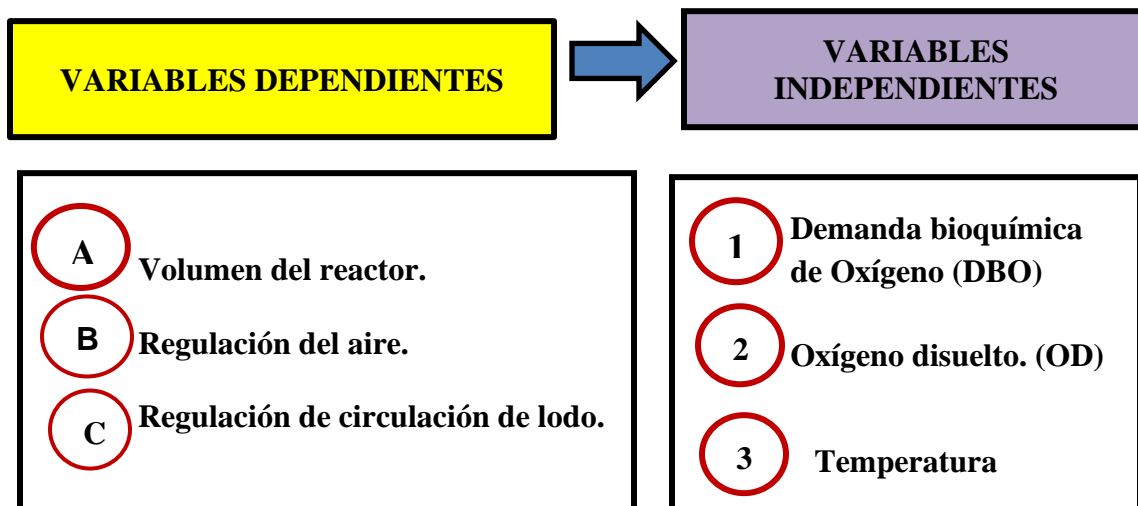 VARIABLES DEPENDIENTES
VARIABLES
INDEPENDIENTES
A
Volumen del reactor.
B
Regulación del aire.
C
Regulación de circulación de lodo.
1
Demanda bioquímica
de Oxígeno (DBO)
2
Oxígeno disuelto. (OD)
3
Temperatura